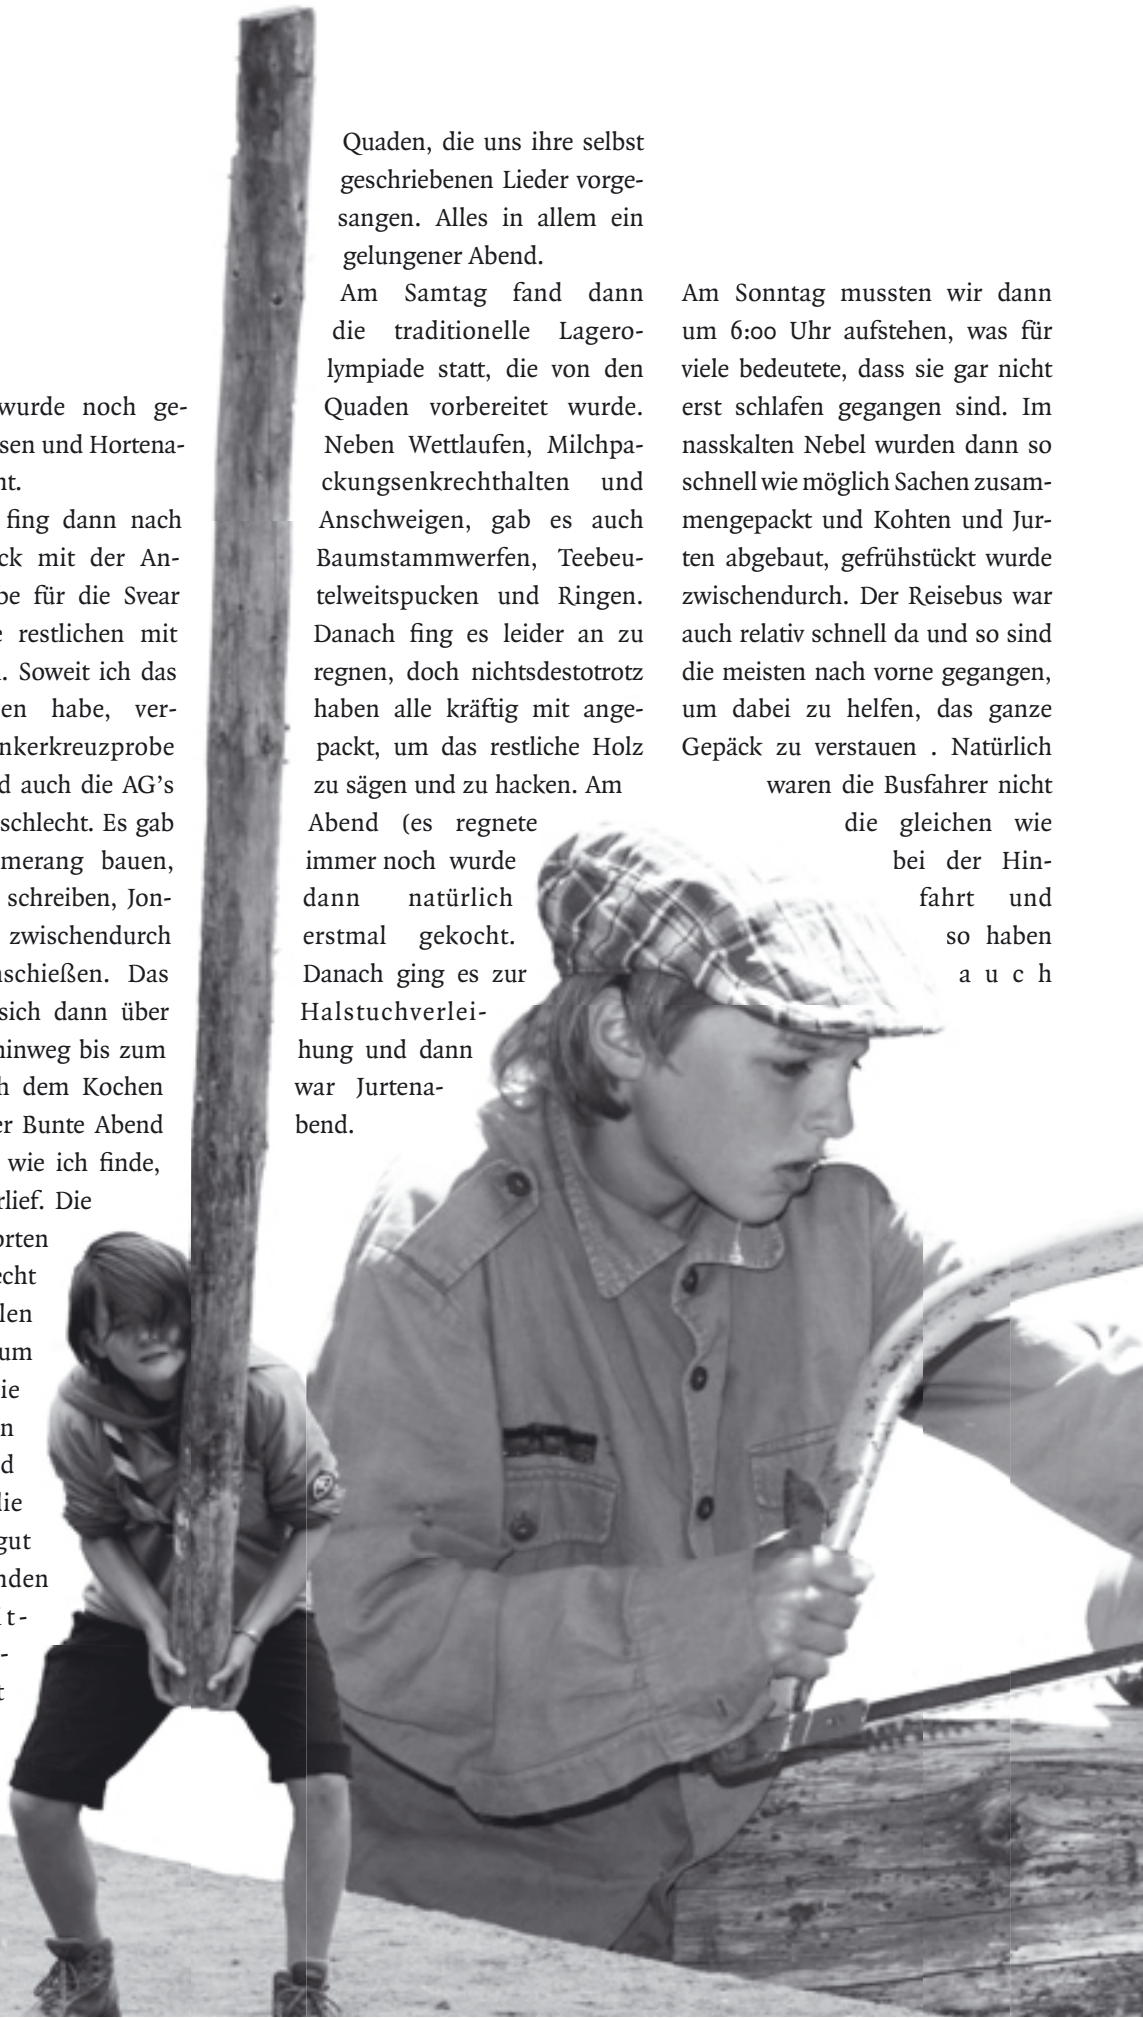 wurde noch ge-
sen und Hortena-
nt.
fing dann nach
ck mit der An-
be für die Svear
e restlichen mit
. Soweit ich das
en habe, ver-
nkerkreuzprobe
d auch die AG’s
schlecht. Es gab
merang bauen,
schreiben, Jon-
zwischendurch
schießen. Das
sich dann über
hinweg bis zum
h dem Kochen
er Bunte Abend
wie ich finde,
rlief. Die
orten
echt
len
um
ie
n
d
lie
gut
nden
it-
-
t
Quaden, die uns ihre selbst
geschriebenen Lieder vorge-
sangen. Alles in allem ein
gelungener Abend.
Am Samtag fand dann
die traditionelle Lagero-
lympiade statt, die von den
Quaden vorbereitet wurde.
Neben Wettlaufen, Milchpa-
ckungsenkrechthalten und
Anschweigen, gab es auch
Baumstammwerfen, Teebeu-
telweitspucken und Ringen.
Danach fing es leider an zu
regnen, doch nichtsdestotrotz
haben alle kräftig mit ange-
packt, um das restliche Holz
zu sägen und zu hacken. Am
Abend (es regnete
immer noch wurde
dann natürlich
erstmal gekocht.
Danach ging es zur
Halstuchverlei-
hung und dann
war Jurtena-
bend.
Am Sonntag mussten wir dann
um 6:00 Uhr aufstehen, was für
viele bedeutete, dass sie gar nicht
erst schlafen gegangen sind. Im
nasskalten Nebel wurden dann so
schnell wie möglich Sachen zusam-
mengepackt und Kohten und Jur-
ten abgebaut, gefrühstückt wurde
zwischendurch. Der Reisebus war
auch relativ schnell da und so sind
die meisten nach vorne gegangen,
um dabei zu helfen, das ganze
Gepäck zu verstauen . Natürlich
waren die Busfahrer nicht
die gleichen wie
bei der Hin-
fahrt und
so haben
auch